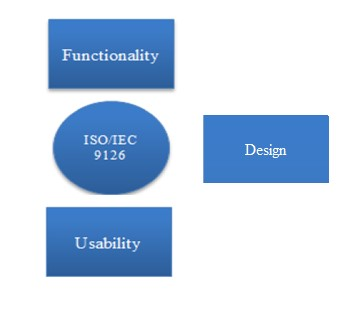 Functionality
ISO/IEC
9126
Design
Usability